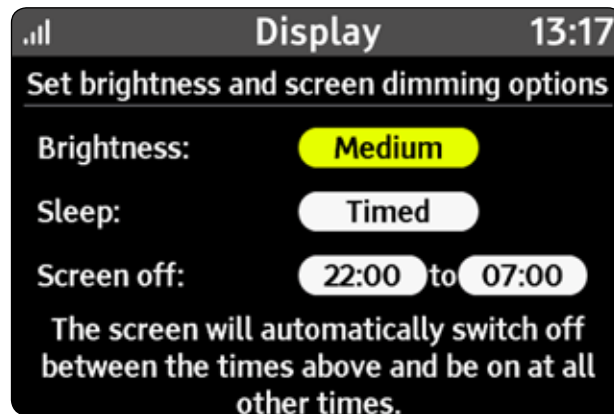 Display 13:17
Set brightness and screen dimming options
Brightness: Medium
Sleep: Timed
Screen off: 22:00 to 07:00
The screen will automatically switch off
between the times above and be on at all
other times.